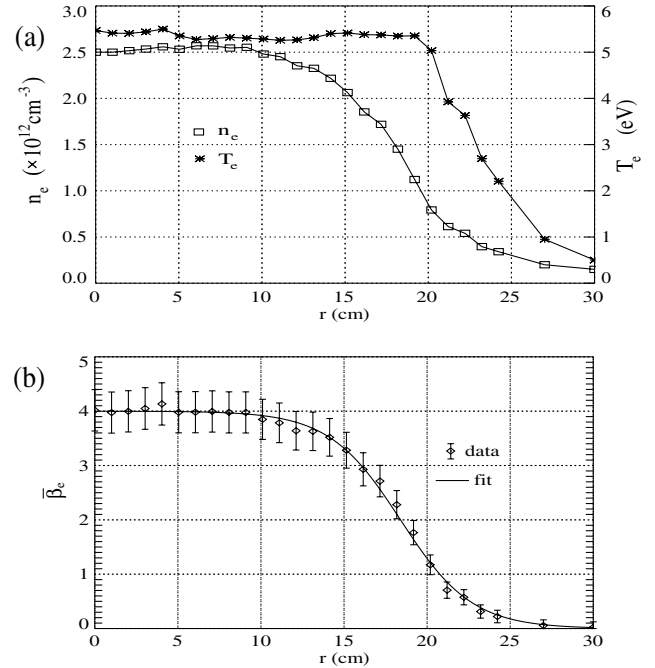 (a)
3.0
2.5
2.0
1.5
1.0
0.5
0.0
n_e (×10^12 cm^-3)
n_e
T_e
6
5
4
3
2
1
0
T_e (eV)
0 5 10 15 20 25 30
r (cm)
(b)
5
4
3
2
1
0
β̅_e
data
fit
0 5 10 15 20 25 30
r (cm)